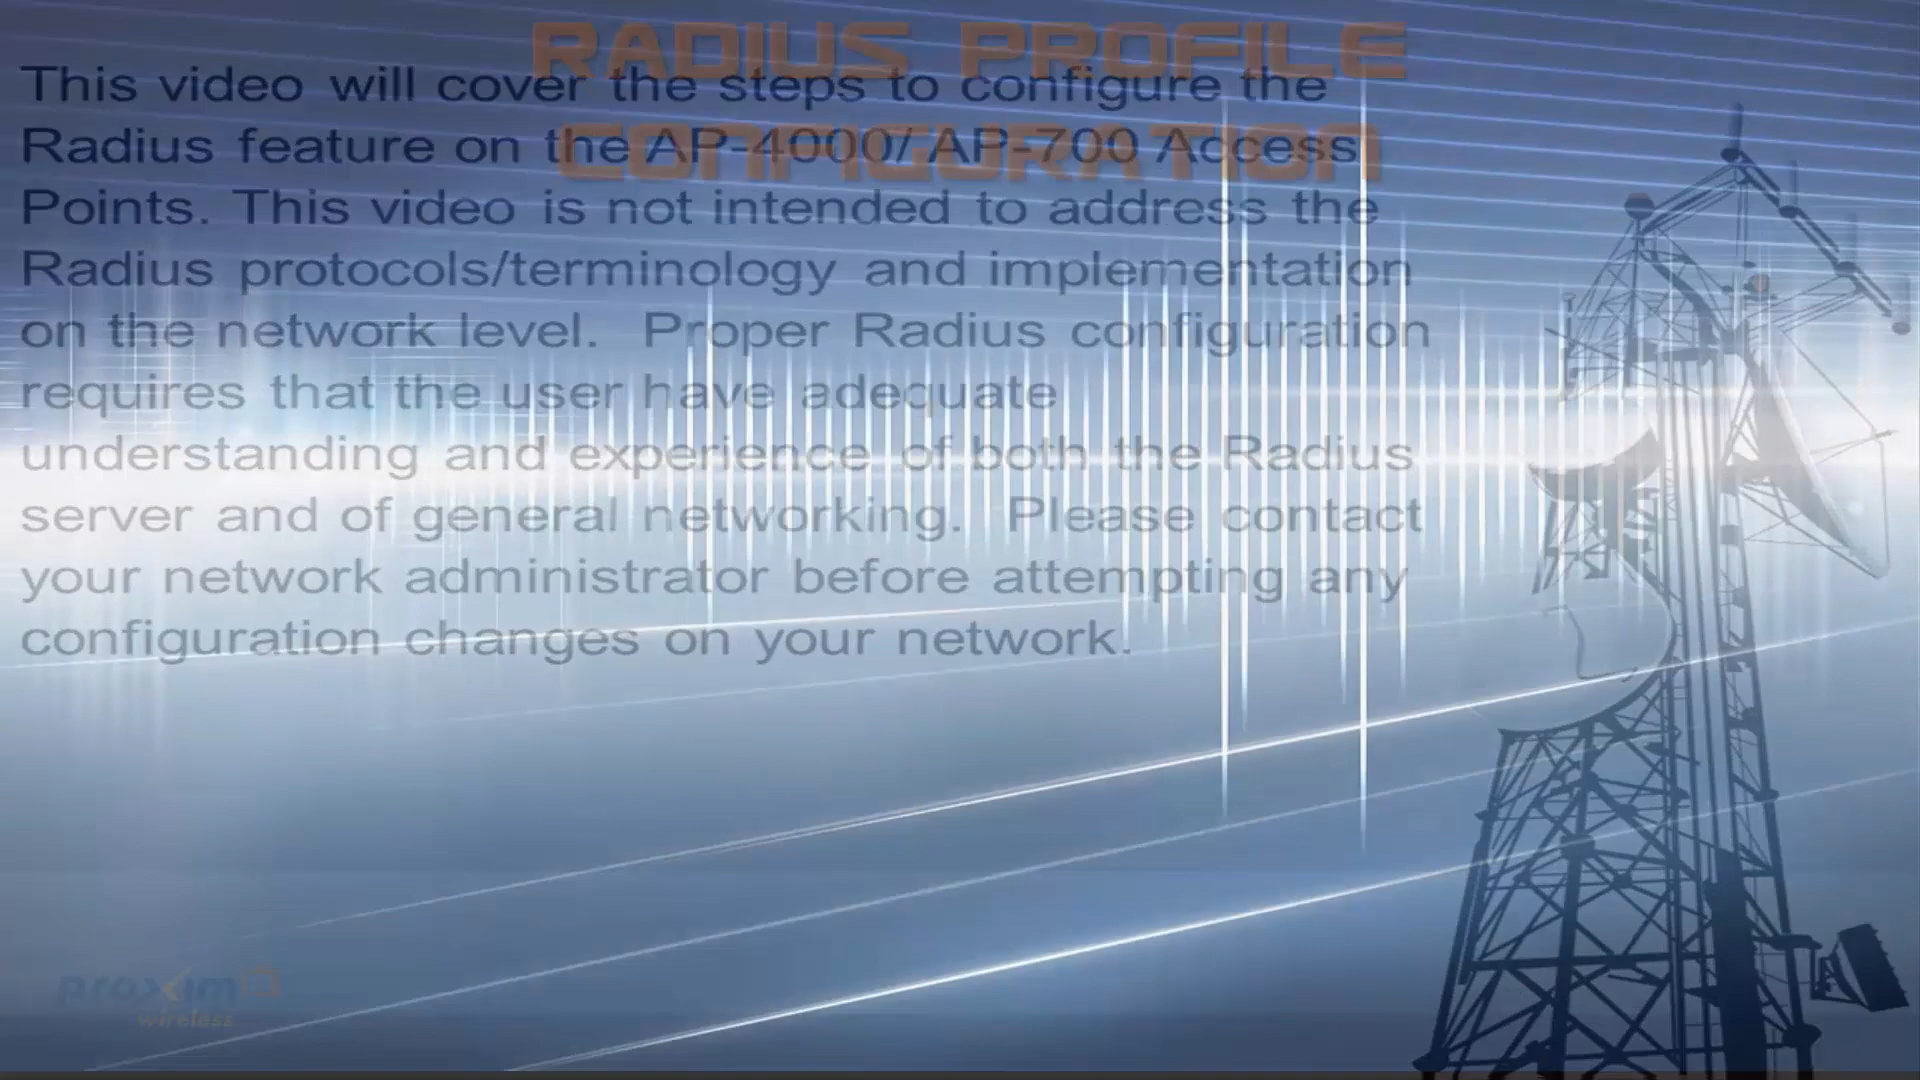 RADIUS PROFILE
CONFIGURATION
This video will cover the steps to configure the
Radius feature on the AP-4000/ AP-700 Access
Points. This video is not intended to address the
Radius protocols/terminology and implementation
on the network level. Proper Radius configuration
requires that the user have adequate
understanding and experience of both the Radius
server and of general networking. Please contact
your network administrator before attempting any
configuration changes on your network.
proxim
wireless